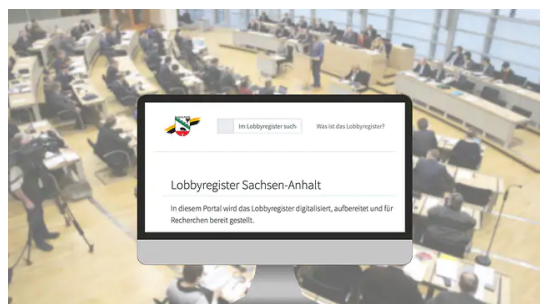 Im Lobbyregister such
Was ist das Lobbyregister?
Lobbyregister Sachsen-Anhalt
In diesem Portal wird das Lobbyregister digitalisiert, aufbereitet und für
Recherchen bereit gestellt.